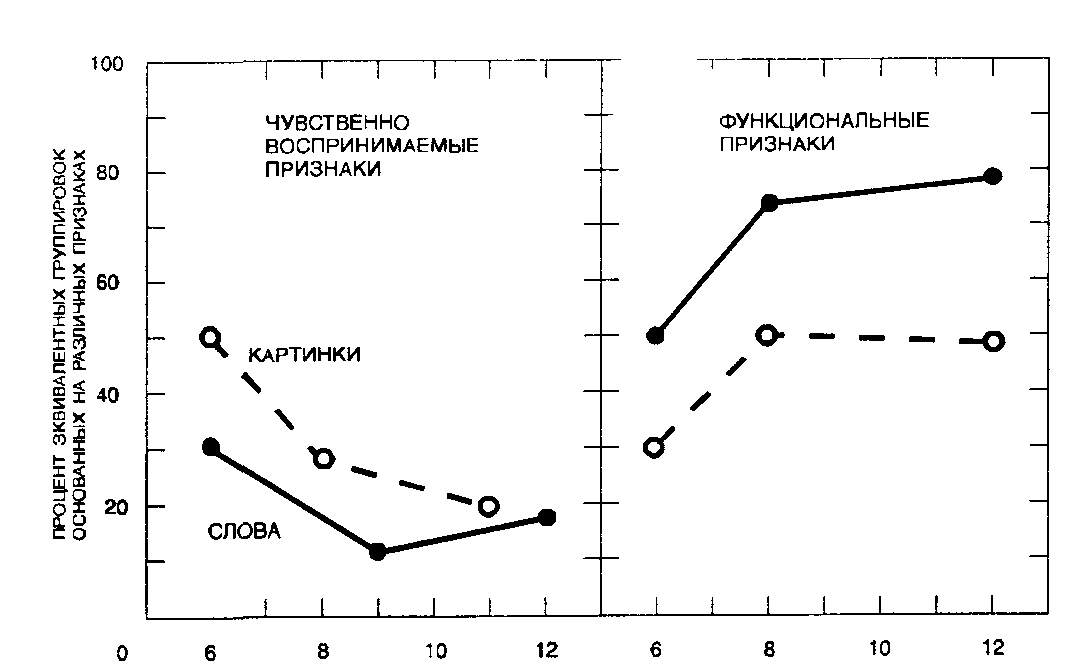 ПРОЦЕНТ ЭКВИВАЛЕНТНЫХ ГРУППИРОВОК
ОСНОВАННЫХ НА РАЗЛИЧНЫХ ПРИЗНАКАХ
100
80
60
40
20
0
ЧУВСТВЕННО
ВОСПРИНИМАЕМЫЕ
ПРИЗНАКИ
КАРТИНКИ
СЛОВА
6 8 10 12
ФУНКЦИОНАЛЬНЫЕ
ПРИЗНАКИ
6 8 10 12